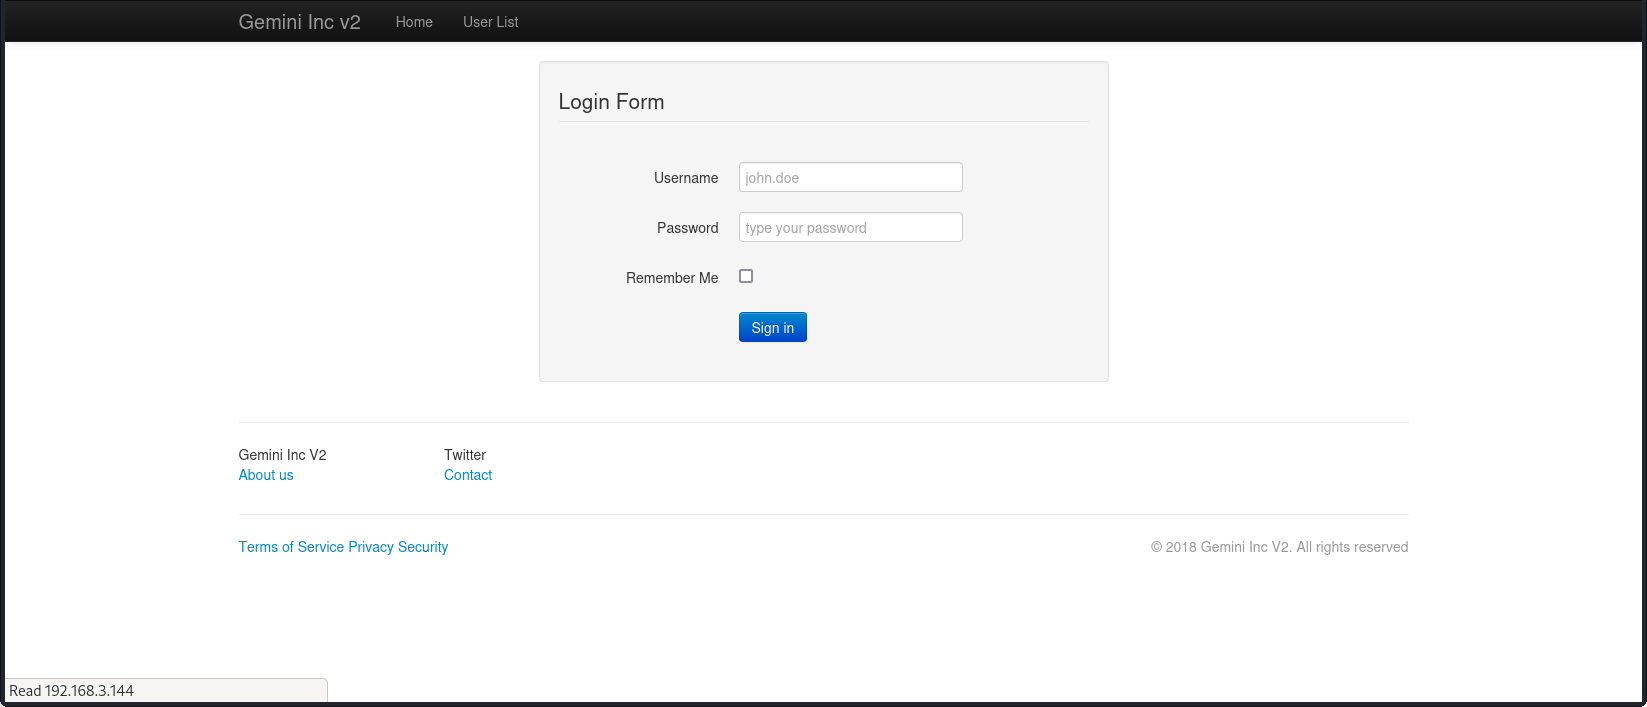 Gemini Inc v2 Home User List
Login Form
Username john.doe
Password type your password
Remember Me
Sign in
Gemini Inc V2 Twitter
About us Contact
Terms of Service Privacy Security © 2018 Gemini Inc V2. All rights reserved
Read 192.168.3.144